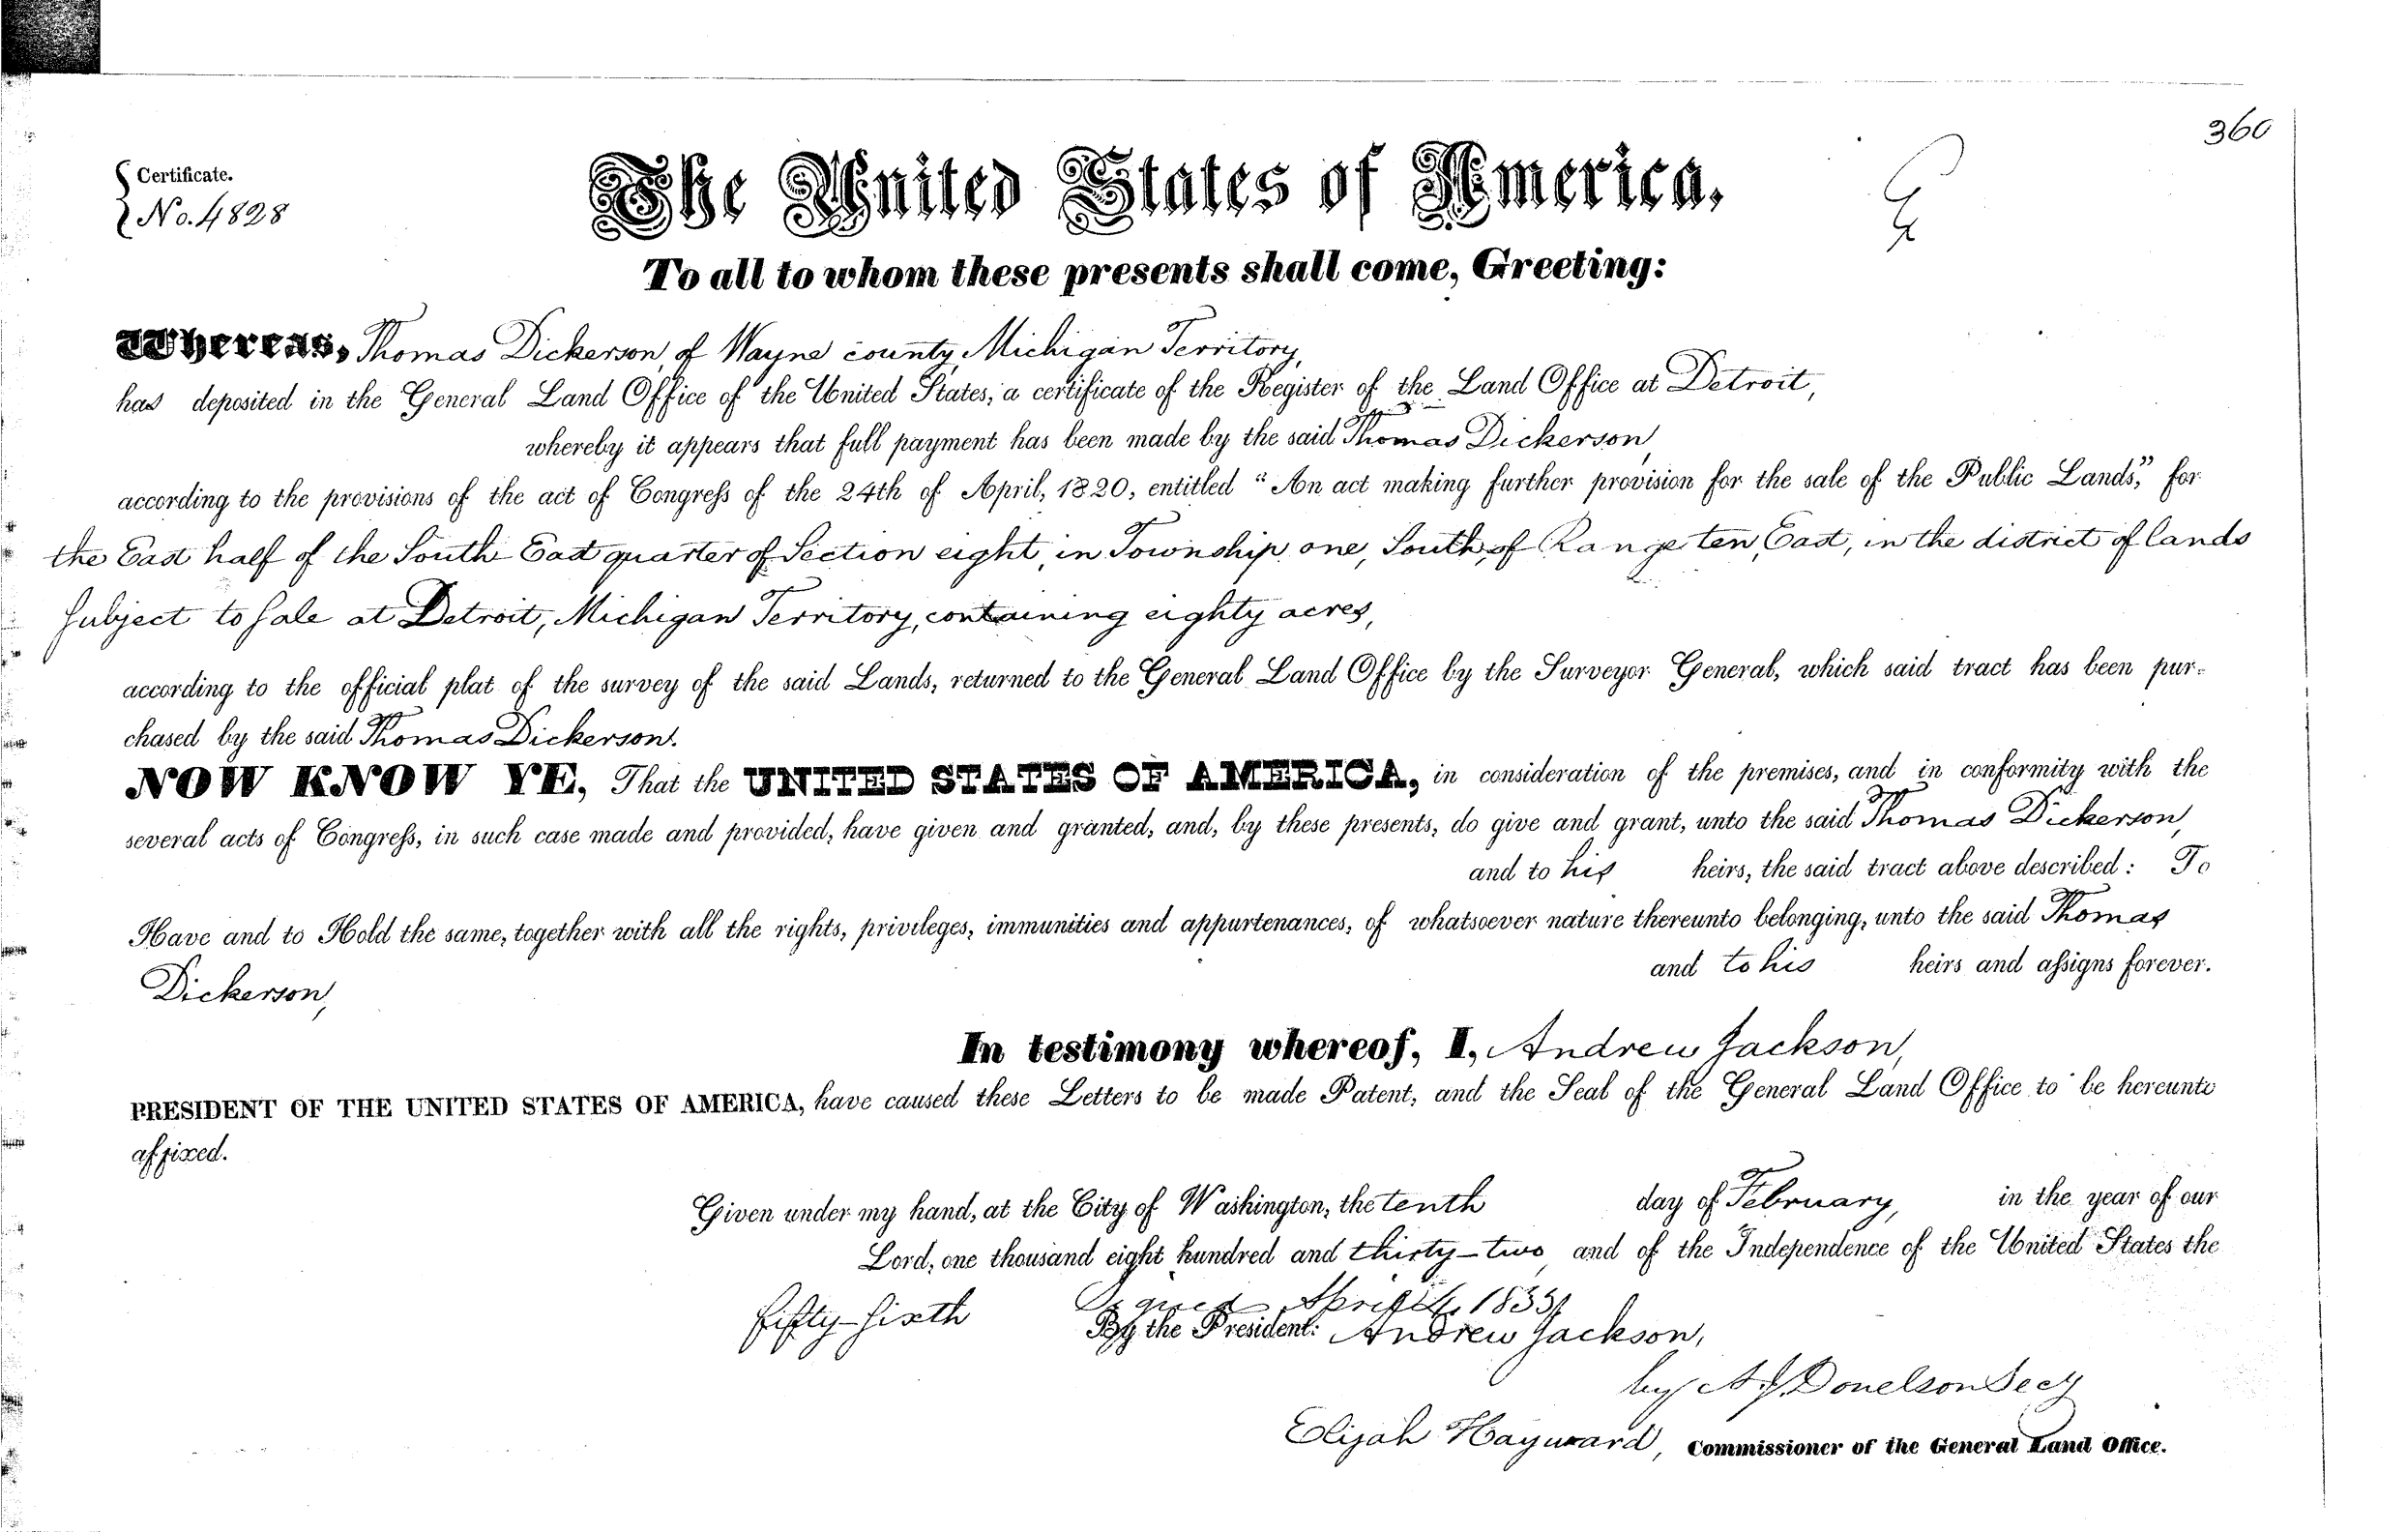 360
Certificate.
No. 4828
The United States of America,
To all to whom these presents shall come, Greeting:
Whereas, Thomas Dickerson, of Wayne county, Michigan Territory,
has deposited in the General Land Office of the United States, a certificate of the Register of the Land Office at Detroit,
whereby it appears that full payment has been made by the said Thomas Dickerson,
according to the provisions of the act of Congress of the 24th of April, 1820, entitled "An act making further provision for the sale of the Public Lands," for
the East half of the South East quarter of Section eight, in Township one, South, of Range ten, East, in the district of lands
subject to sale at Detroit, Michigan Territory, containing eighty acres,
according to the official plat of the survey of the said Lands, returned to the General Land Office by the Surveyor General, which said tract has been pur-
chased by the said Thomas Dickerson.
NOW KNOW YE, That the UNITED STATES OF AMERICA, in consideration of the premises, and in conformity with the
several acts of Congress, in such case made and provided, have given and granted, and, by these presents, do give and grant, unto the said Thomas Dickerson,
and to his heirs, the said tract above described: To
Have and to Hold the same, together with all the rights, privileges, immunities and appurtenances, of whatsoever nature thereunto belonging, unto the said Thomas
Dickerson, and to his heirs and assigns forever.
In testimony whereof, I, Andrew Jackson,
PRESIDENT OF THE UNITED STATES OF AMERICA, have caused these Letters to be made Patent, and the Seal of the General Land Office to be hereunto
affixed.
Given under my hand, at the City of Washington, the tenth day of February, in the year of our
Lord, one thousand eight hundred and thirty-two and of the Independence of the United States the
fifty-sixth
Signed April 1833
By the President: Andrew Jackson,
by A. J. Donelson Secy
Elijah Hayward, Commissioner of the General Land Office.